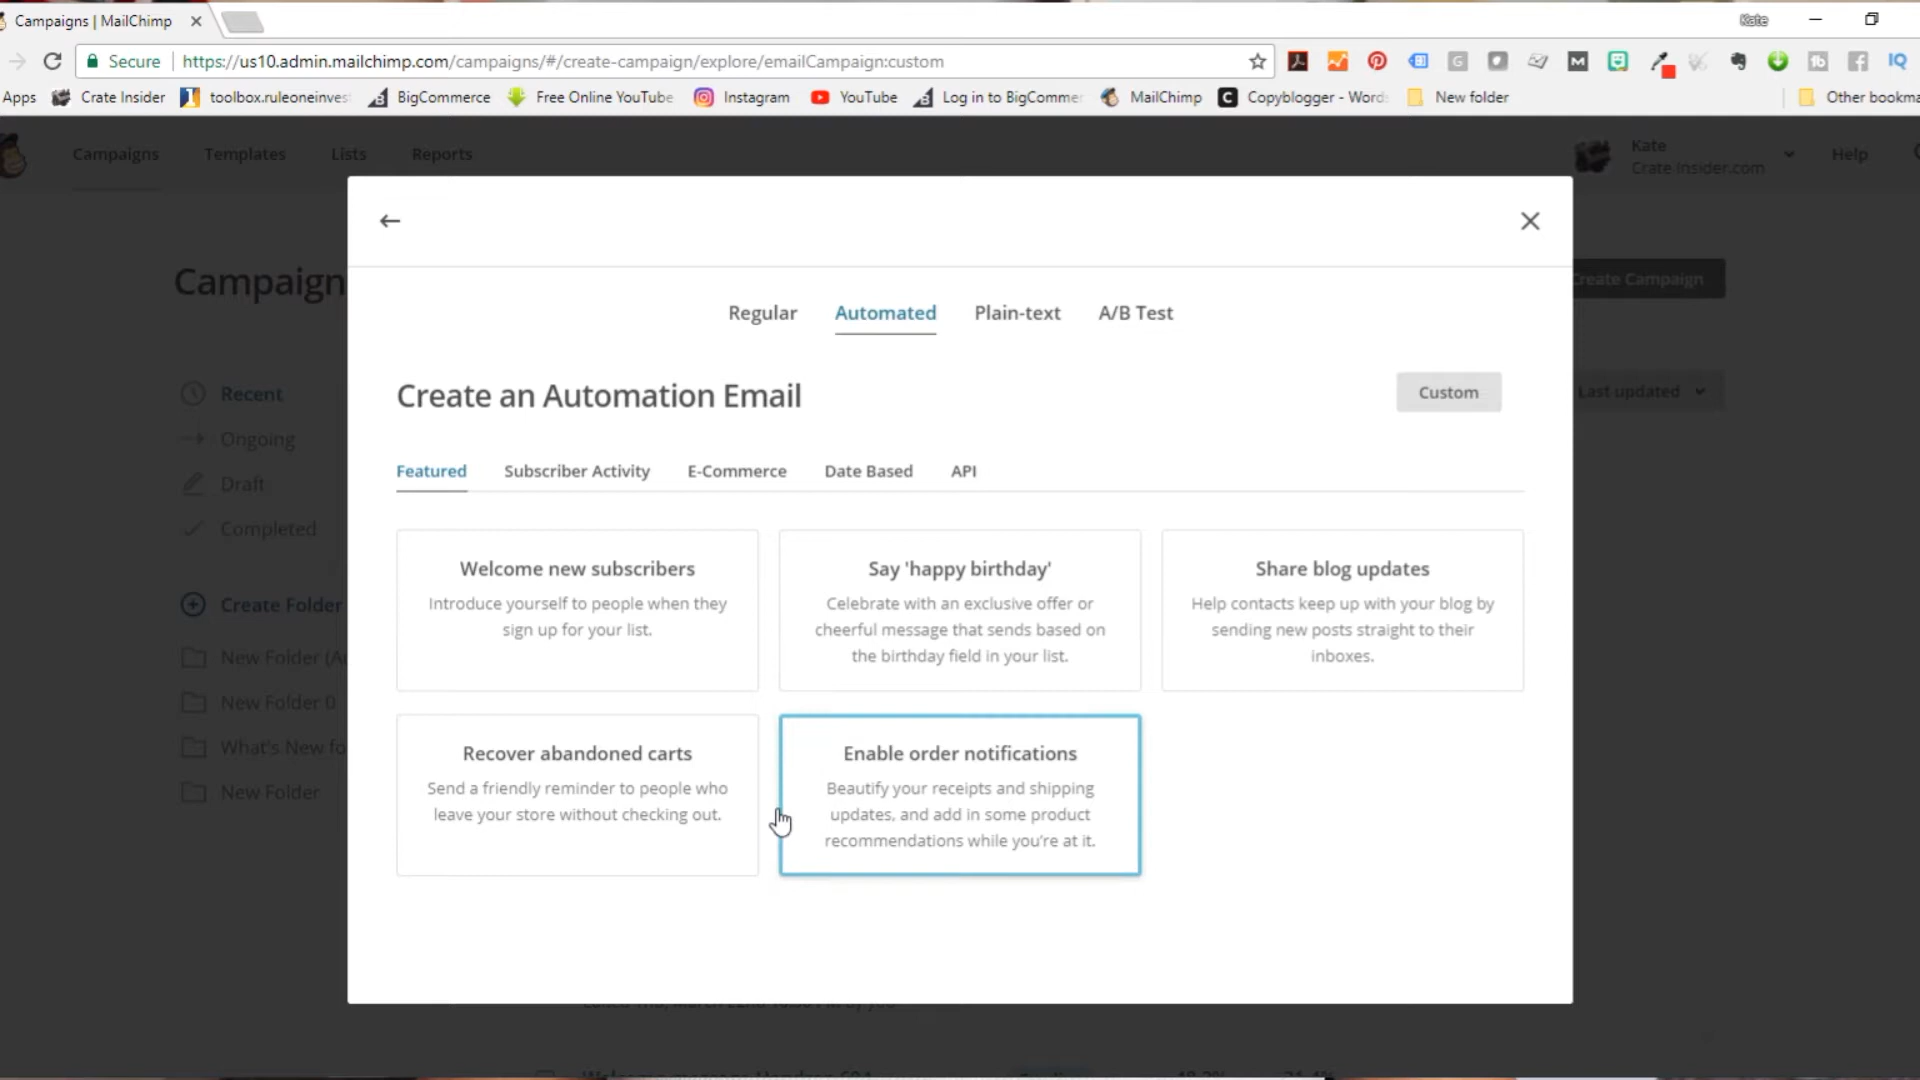 Campaigns | MailChimp
Kate
Secure https://us10.admin.mailchimp.com/campaigns/#/create-campaign/explore/emailCampaign:custom
Apps Crate Insider toolbox.ruleoneinves BigCommerce Free Online YouTube Instagram YouTube Log in to BigCommer MailChimp Copyblogger - Words New folder Other bookma
Campaigns Templates Lists Reports
Kate
Crate Insider.com
Help
Campaign
Create Campaign
Regular Automated Plain-text A/B Test
Create an Automation Email
Custom
Last updated
Recent
Ongoing
Draft
Completed
Create Folder
New Folder (Au
New Folder 0
What's New fo
New Folder
Featured Subscriber Activity E-Commerce Date Based API
Welcome new subscribers
Introduce yourself to people when they
sign up for your list.
Say 'happy birthday'
Celebrate with an exclusive offer or
cheerful message that sends based on
the birthday field in your list.
Share blog updates
Help contacts keep up with your blog by
sending new posts straight to their
inboxes.
Recover abandoned carts
Send a friendly reminder to people who
leave your store without checking out.
Enable order notifications
Beautify your receipts and shipping
updates, and add in some product
recommendations while you're at it.